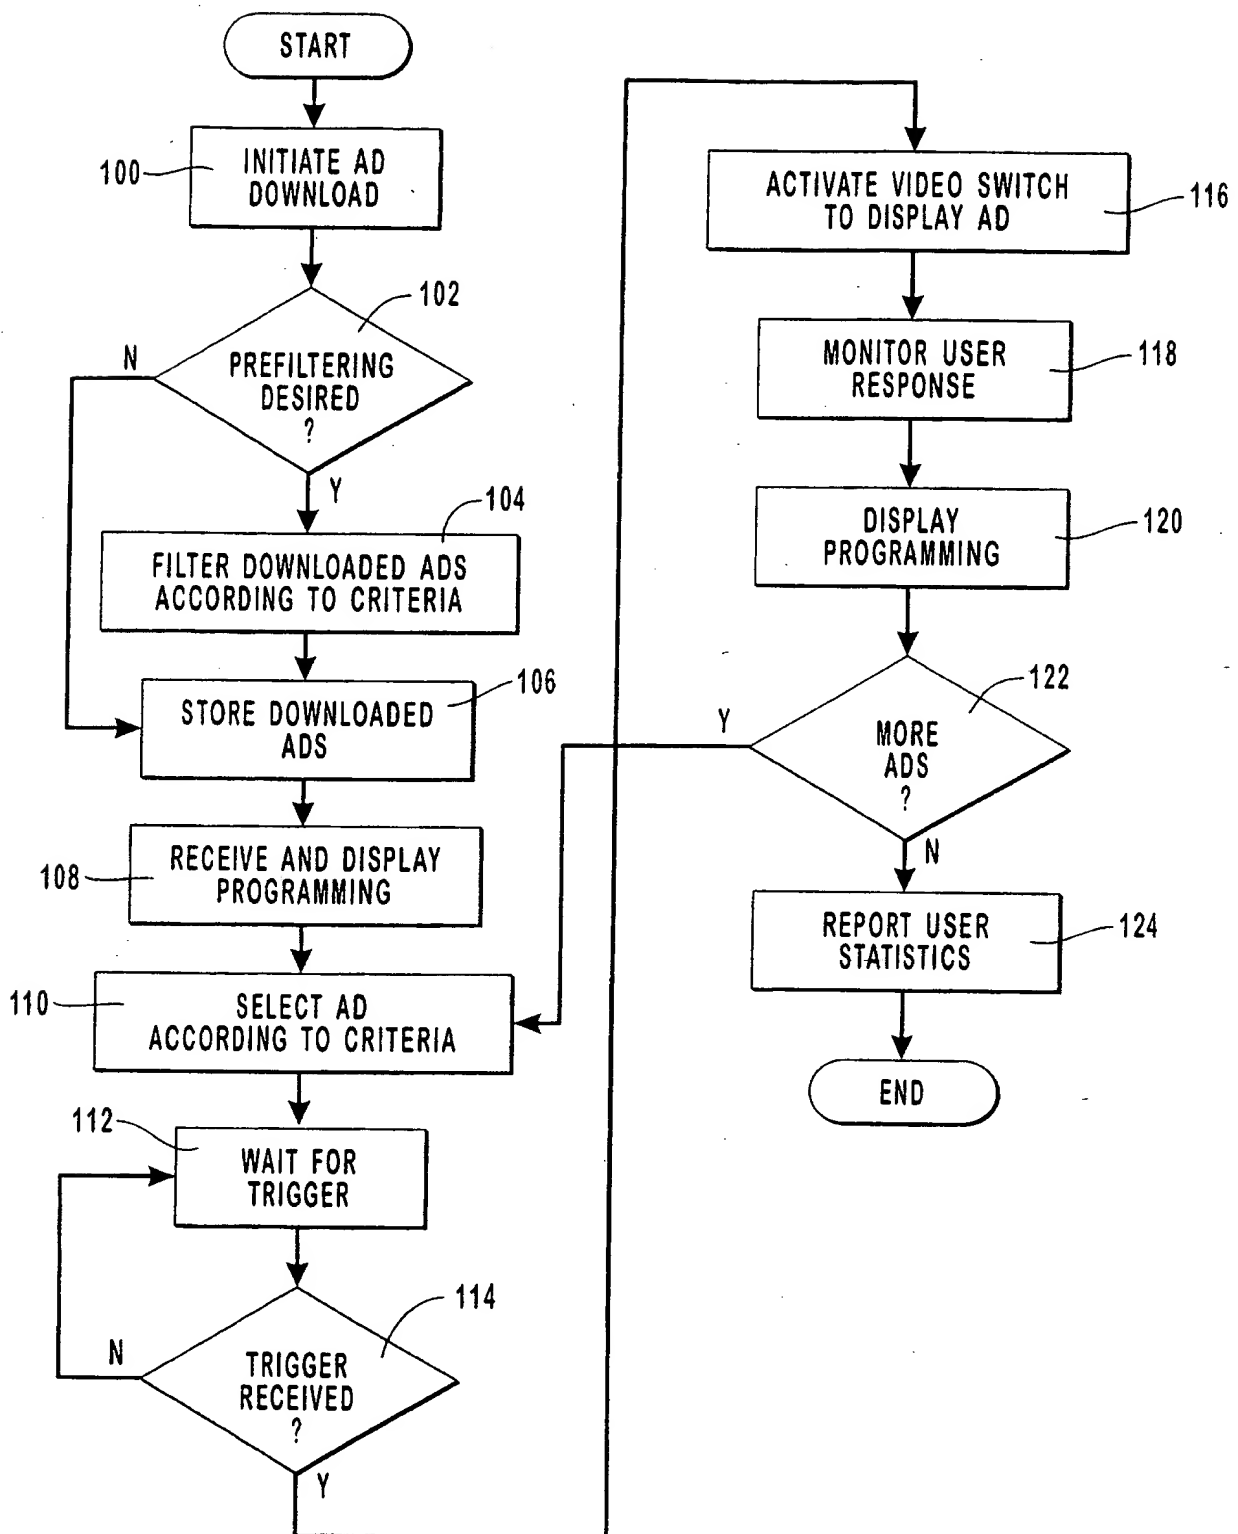 START
INITIATE AD
DOWNLOAD
100
102
N
PREFILTERING
DESIRED
?
Y
104
FILTER DOWNLOADED ADS
ACCORDING TO CRITERIA
106
STORE DOWNLOADED
ADS
108
RECEIVE AND DISPLAY
PROGRAMMING
110
SELECT AD
ACCORDING TO CRITERIA
112
WAIT FOR
TRIGGER
114
N
TRIGGER
RECEIVED
?
Y
ACTIVATE VIDEO SWITCH
TO DISPLAY AD
116
MONITOR USER
RESPONSE
118
DISPLAY
PROGRAMMING
120
122
Y
MORE
ADS
?
N
REPORT USER
STATISTICS
124
END